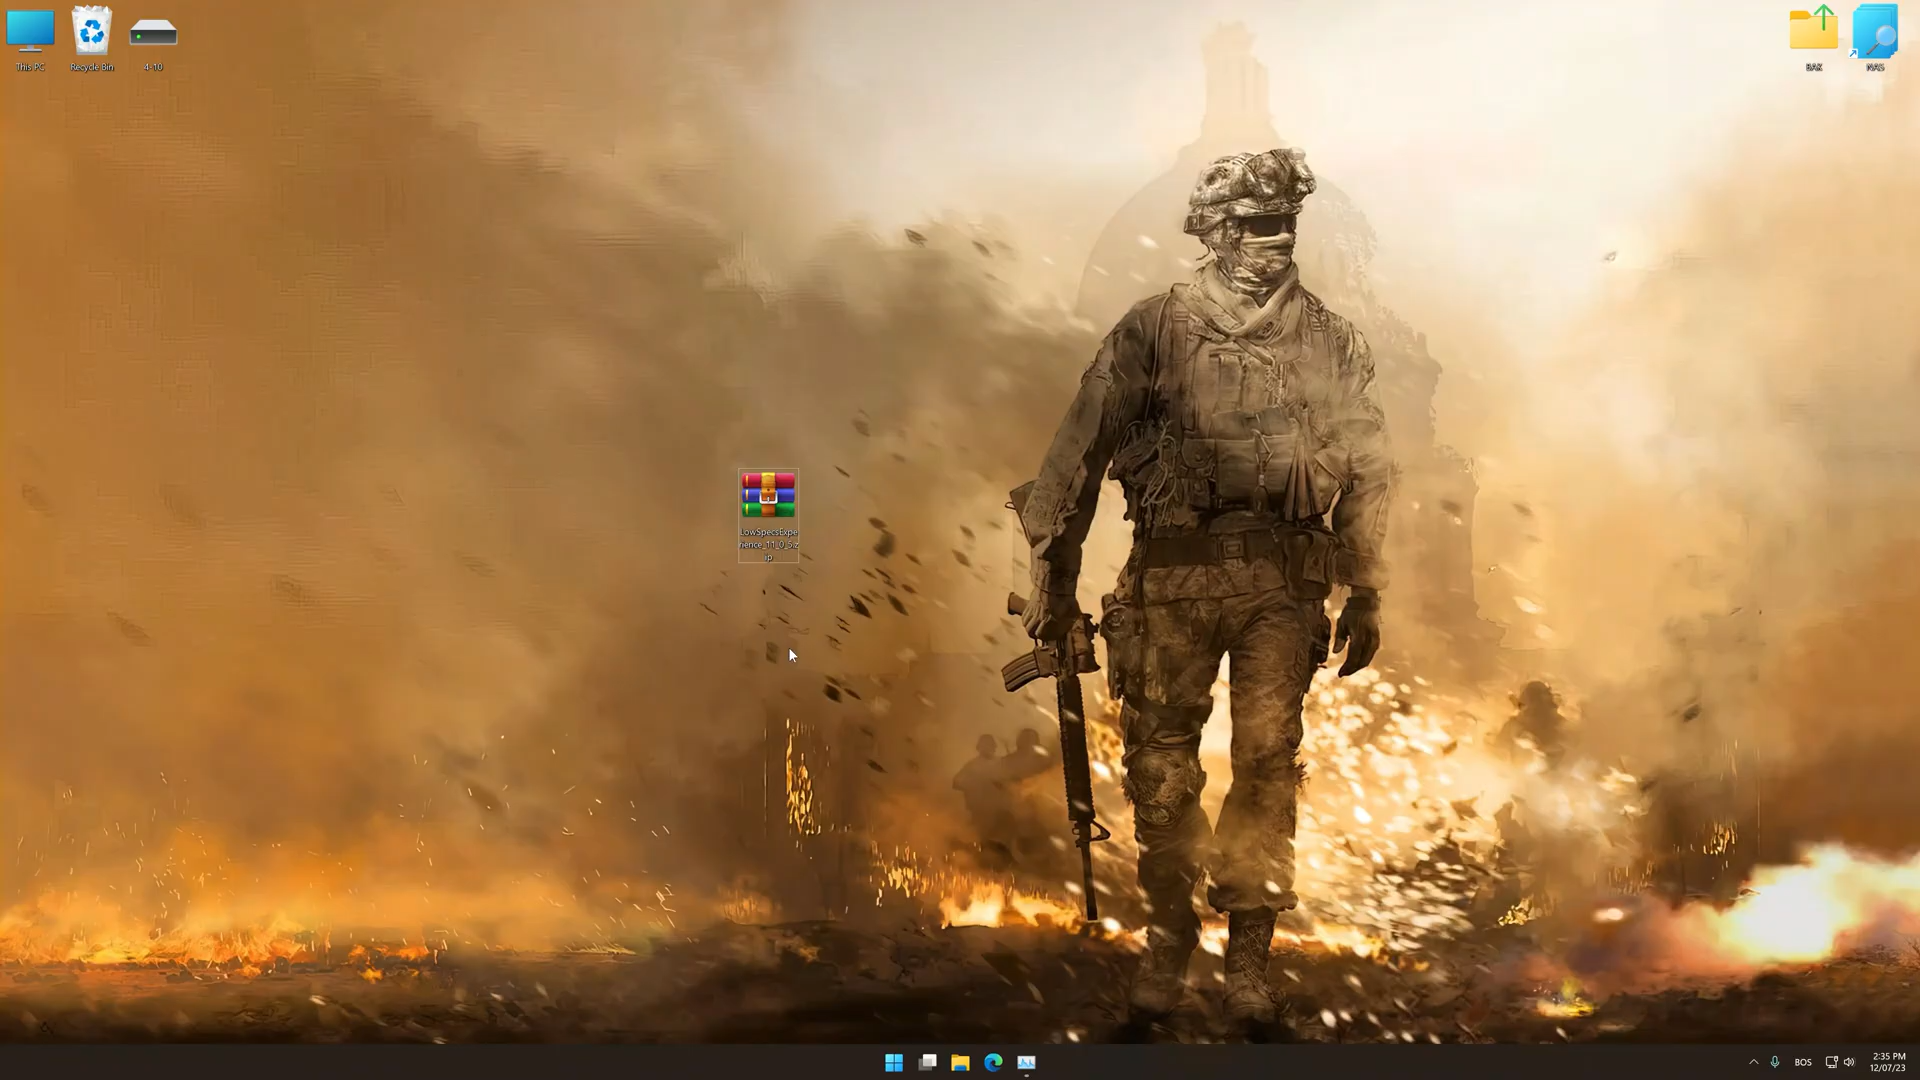 This PC
Recycle Bin
4-10
BAK
NAS
LowSpecsExpe
rience_11_0_5.z
ip
BOS
2:35 PM
12/07/23